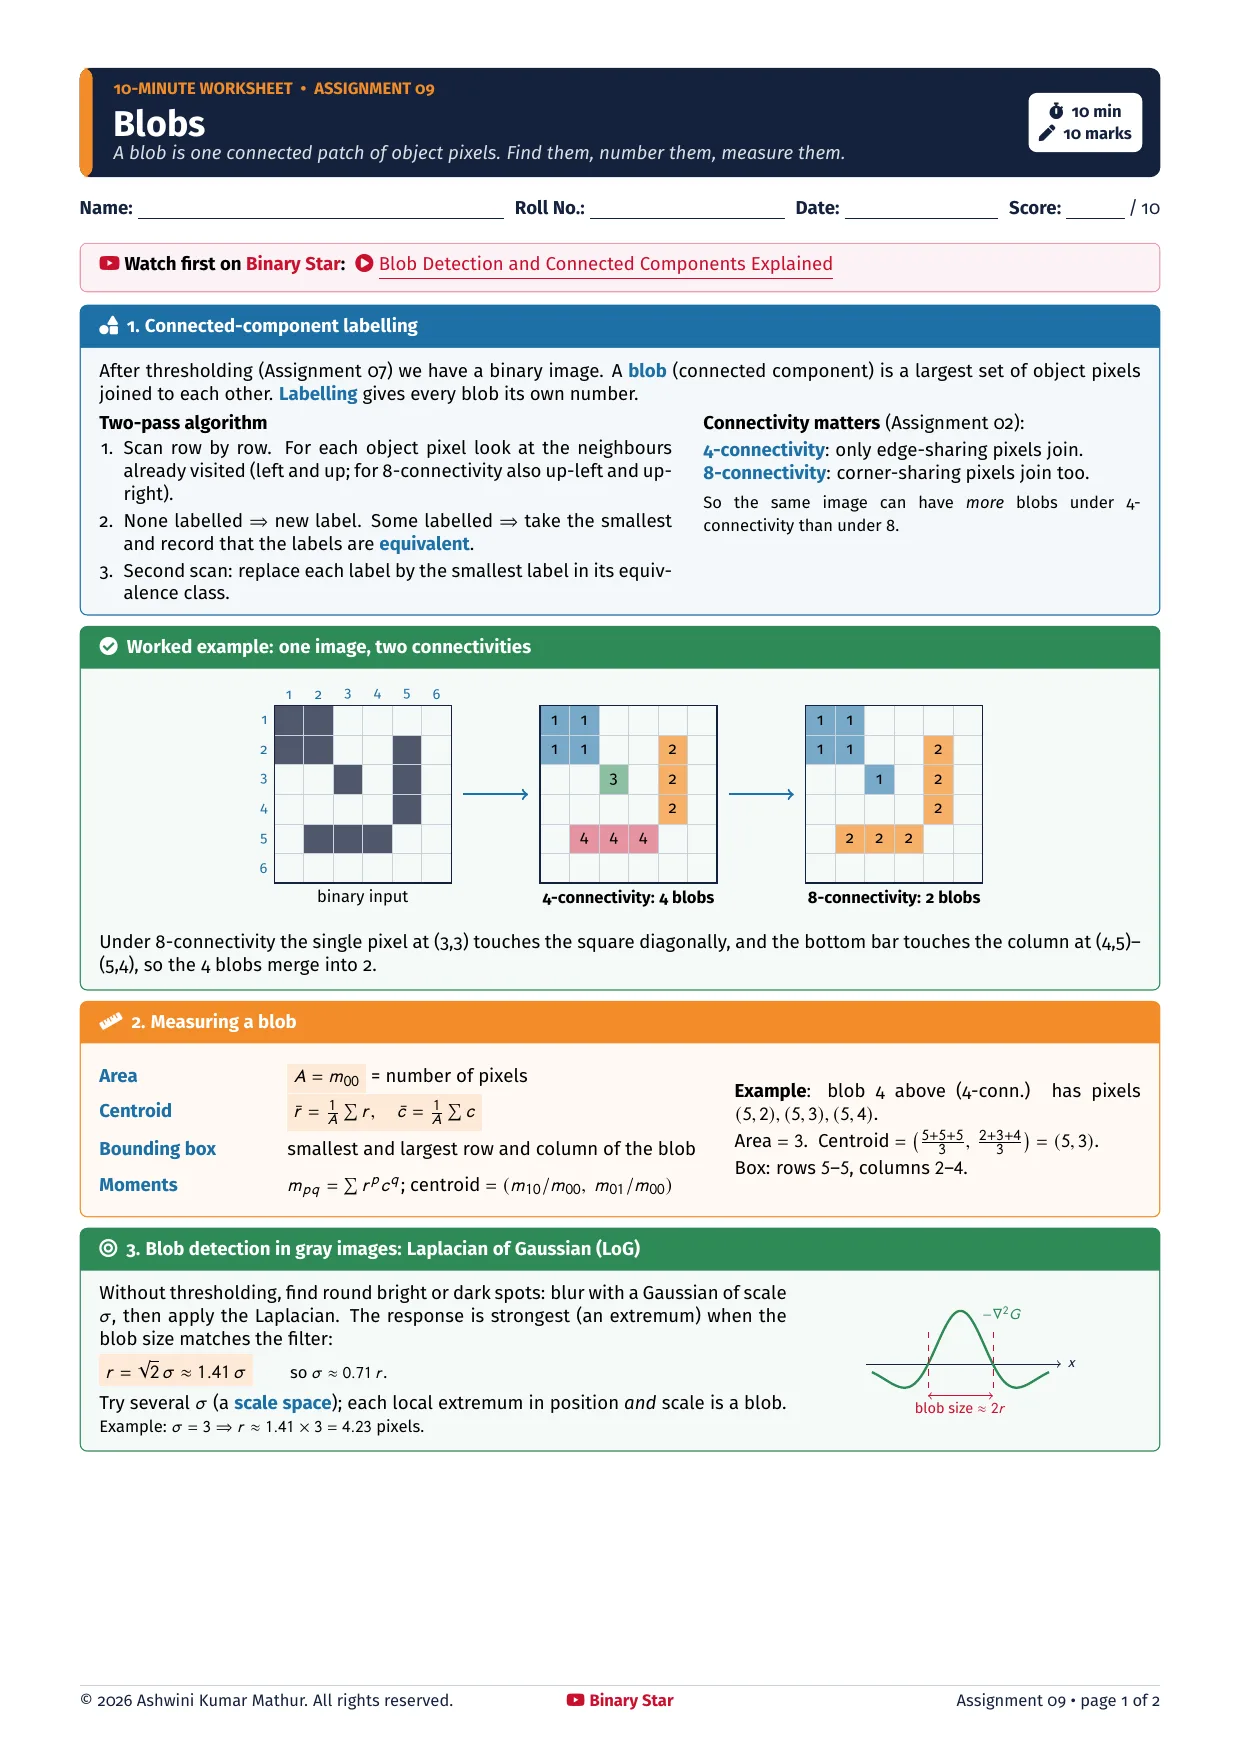 10-MINUTE WORKSHEET • ASSIGNMENT 09
Blobs
A blob is one connected patch of object pixels. Find them, number them, measure them.
10 min
10 marks
Name: Roll No.: Date: Score: / 10
Watch first on Binary Star: Blob Detection and Connected Components Explained
1. Connected-component labelling
After thresholding (Assignment 07) we have a binary image. A blob (connected component) is a largest set of object pixels
joined to each other. Labelling gives every blob its own number.
Two-pass algorithm
1. Scan row by row. For each object pixel look at the neighbours
already visited (left and up; for 8-connectivity also up-left and up-
right).
2. None labelled ⇒ new label. Some labelled ⇒ take the smallest
and record that the labels are equivalent.
3. Second scan: replace each label by the smallest label in its equiv-
alence class.
Connectivity matters (Assignment 02):
4-connectivity: only edge-sharing pixels join.
8-connectivity: corner-sharing pixels join too.
So the same image can have more blobs under 4-
connectivity than under 8.
Worked example: one image, two connectivities
1 2 3 4 5 6
1
2
3
4
5
6
binary input
1 1
1 1 2
3 2
2
4 4 4
4-connectivity: 4 blobs
1 1
1 1 2
1 2
2
2 2 2
8-connectivity: 2 blobs
Under 8-connectivity the single pixel at (3,3) touches the square diagonally, and the bottom bar touches the column at (4,5)–
(5,4), so the 4 blobs merge into 2.
2. Measuring a blob
Area A = m₀₀ = number of pixels
Centroid r̄ = 1/A ∑ r, c̄ = 1/A ∑ c
Bounding box smallest and largest row and column of the blob
Moments m_pq = ∑ r^p c^q; centroid = (m₁₀/m₀₀, m₀₁/m₀₀)
Example: blob 4 above (4-conn.) has pixels
(5, 2), (5, 3), (5, 4).
Area = 3. Centroid = (5+5+5/3, 2+3+4/3) = (5, 3).
Box: rows 5–5, columns 2–4.
3. Blob detection in gray images: Laplacian of Gaussian (LoG)
Without thresholding, find round bright or dark spots: blur with a Gaussian of scale
σ, then apply the Laplacian. The response is strongest (an extremum) when the
blob size matches the filter:
r = √2 σ ≈ 1.41 σ so σ ≈ 0.71 r.
Try several σ (a scale space); each local extremum in position and scale is a blob.
Example: σ = 3 ⇒ r ≈ 1.41 × 3 = 4.23 pixels.
−∇²G
x
blob size ≈ 2r
© 2026 Ashwini Kumar Mathur. All rights reserved.
Binary Star
Assignment 09 • page 1 of 2